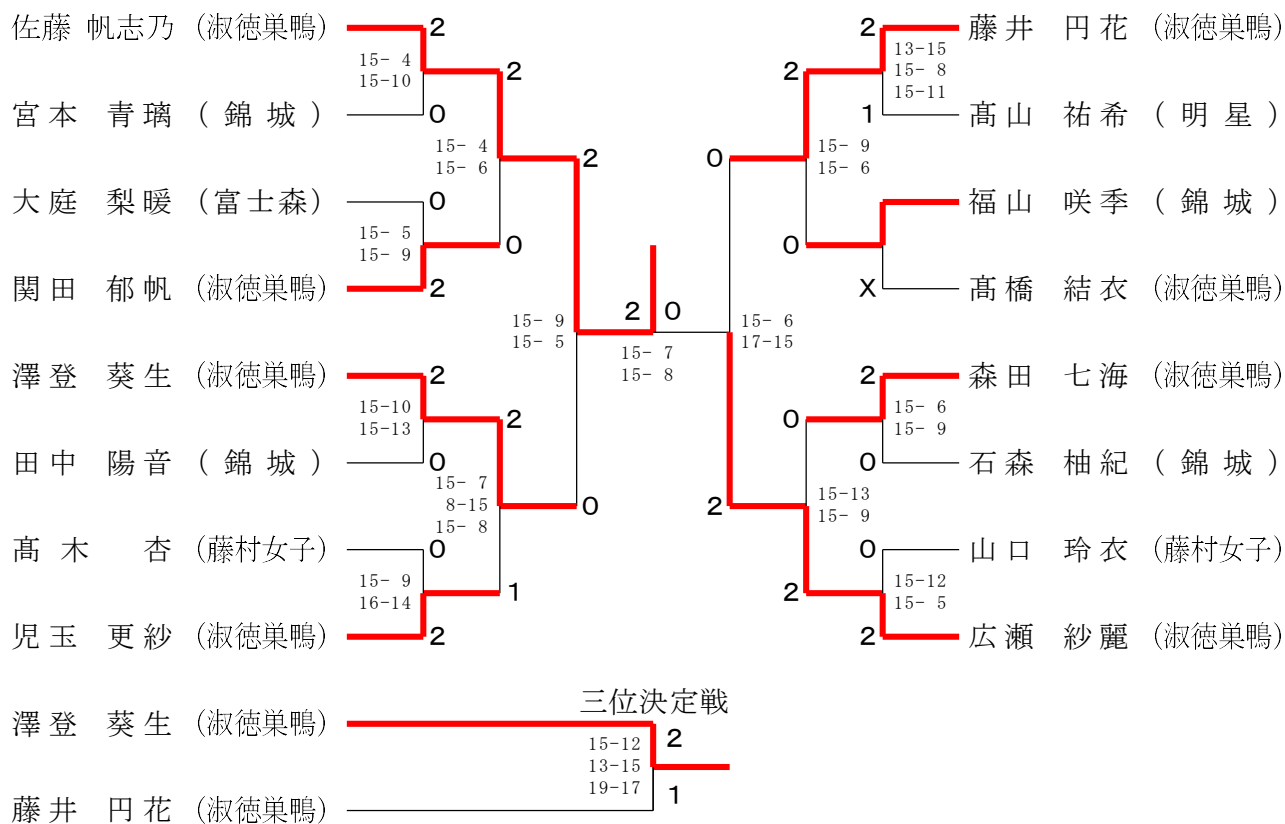 佐藤 帆志乃 (淑徳巣鴨) 2 2 藤井 円花 (淑徳巣鴨)
15- 4 13-15
15-10 2 2 15- 8
15-11
宮本 青璃 (錦城) 0 1 髙山 祐希 (明星)
15- 4 15- 9
15- 6 2 0 15- 6
大庭 梨暖 (富士森) 0 福山 咲季 (錦城)
15- 5
15- 9 0 0
関田 郁帆 (淑徳巣鴨) 2 X 髙橋 結衣 (淑徳巣鴨)
2 0
15- 9 15- 6
15- 5 17-15
15- 7
15- 8
澤登 葵生 (淑徳巣鴨) 2 2 森田 七海 (淑徳巣鴨)
15-10 15- 6
15-13 2 0 15- 9
田中 陽音 (錦城) 0 0 石森 柚紀 (錦城)
15- 7 15-13
8-15 0 2 15- 9
15- 8
髙木 杏 (藤村女子) 0 0 山口 玲衣 (藤村女子)
15- 9 15-12
16-14 1 2 15- 5
児玉 更紗 (淑徳巣鴨) 2 2 広瀬 紗麗 (淑徳巣鴨)
三位決定戦
澤登 葵生 (淑徳巣鴨) 2
15-12
13-15
19-17
藤井 円花 (淑徳巣鴨) 1